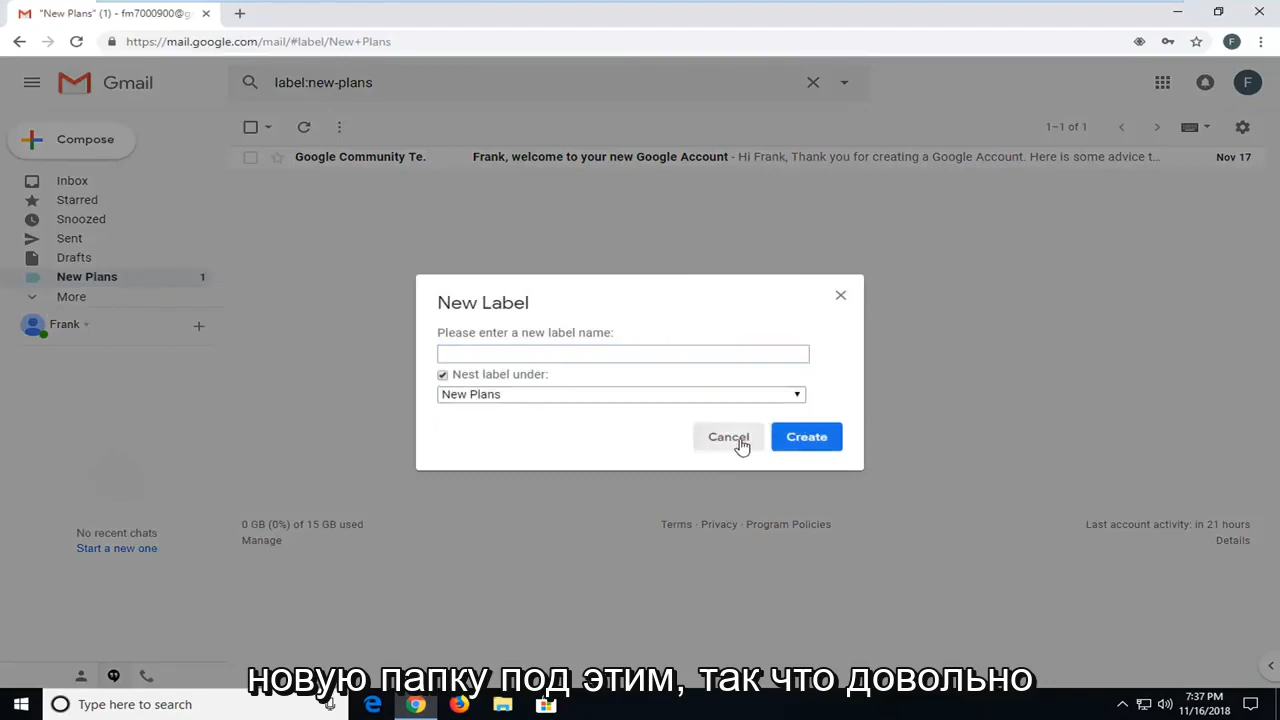 "New Plans" (1) - fm7000900@g
https://mail.google.com/mail/#label/New+Plans
F
Gmail
label:new-plans
F
Compose
1–1 of 1
Google Community Te. Frank, welcome to your new Google Account - Hi Frank, Thank you for creating a Google Account. Here is some advice t... Nov 17
Inbox
Starred
Snoozed
Sent
Drafts
New Plans 1
More
Frank
New Label
Please enter a new label name:
Nest label under:
New Plans
Cancel Create
No recent chats
Start a new one
0 GB (0%) of 15 GB used
Manage
Terms · Privacy · Program Policies
Last account activity: in 21 hours
Details
новую папку под этим, так что довольно
Type here to search
7:37 PM
11/16/2018